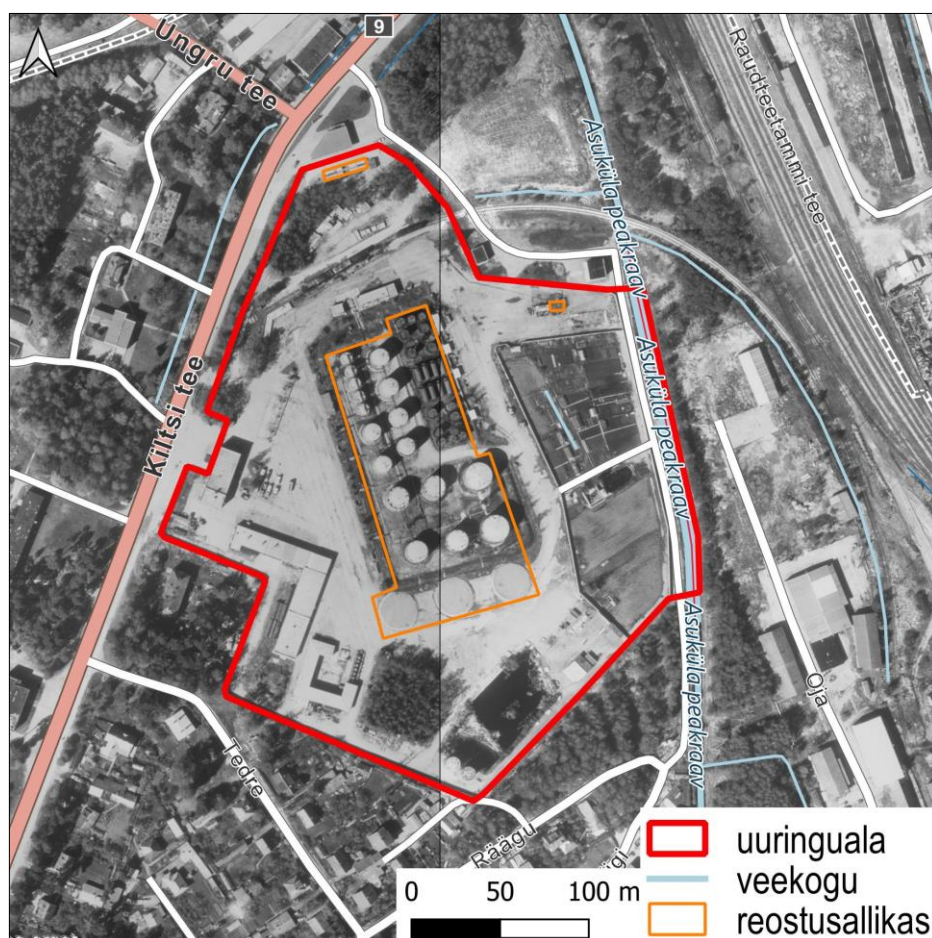 9
Ungru tee
Raudteetammi tee
Asuküla peakraav
Asuküla peakraav
Kiltsi tee
Asuküla peakraav
Oja
Tedre
Räägu
0 50 100 m
uuringuala
veekogu
reostusallikas